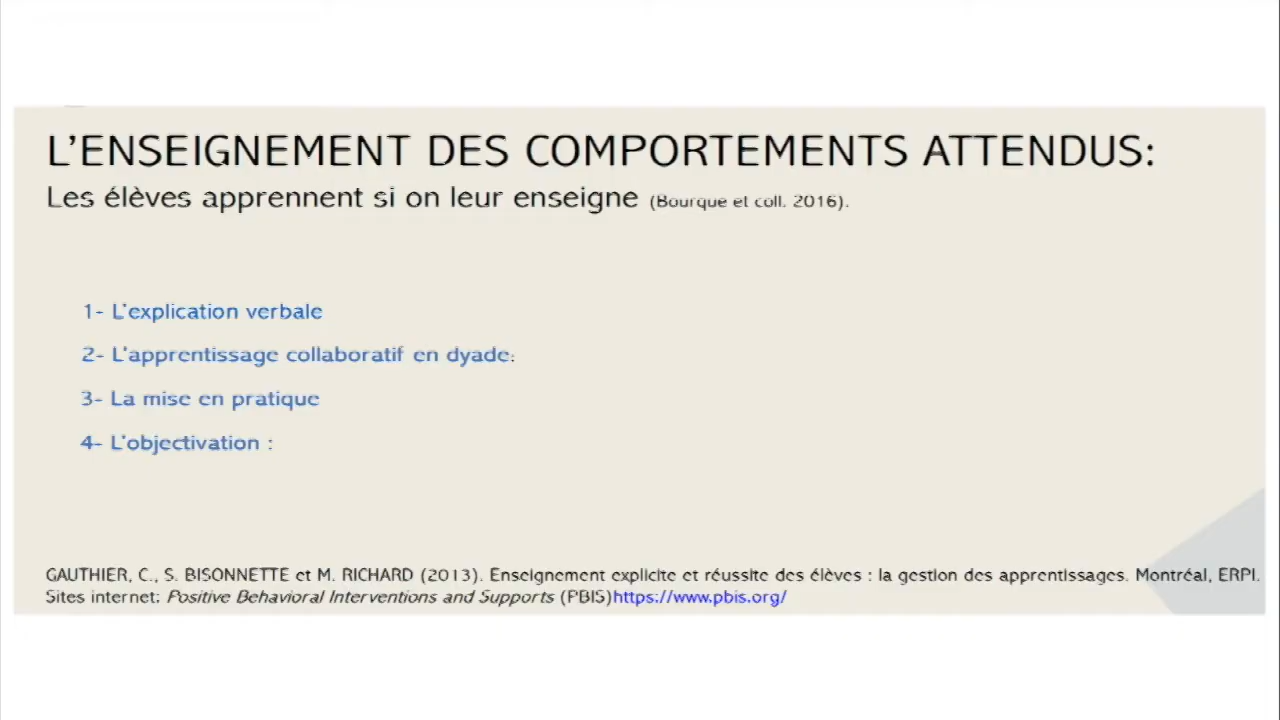 L'ENSEIGNEMENT DES COMPORTEMENTS ATTENDUS:
Les élèves apprennent si on leur enseigne (Bourque et coll. 2016).
1- L'explication verbale
2- L'apprentissage collaboratif en dyade.
3- La mise en pratique
4- L'objectivation :
GAUTHIER, C., S. BISONNETTE et M. RICHARD (2013). Enseignement explicite et réussite des élèves : la gestion des apprentissages. Montréal, ERPI.
Sites internet: Positive Behavioral Interventions and Supports (PBIS)https://www.pbis.org/